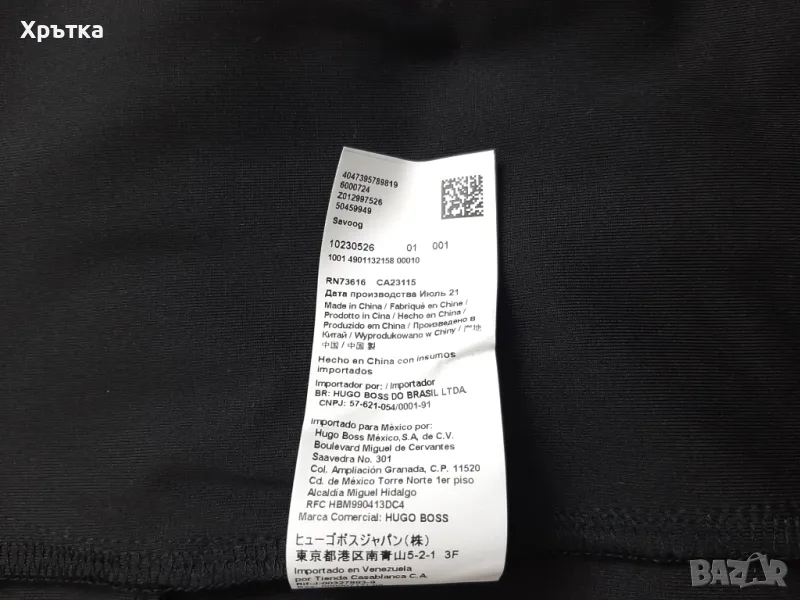 Хрътка
4047395789819
6000724
Z012997526
50459949
Savoog
10230526 01 001
1001 4901132158 00010
RN73616 CA23115
Дата производства Июль 21
Made in China / Fabriqué en Chine /
Prodotto in Cina / Hecho en China /
Produzido em China / Произведено в
Китай / Wyprodukowano w Chiny / 产地
中国 / 中国 製
Hecho en China con insumos
importados
Importador por: / Importador
BR: HUGO BOSS DO BRASIL LTDA.
CNPJ: 57-621-054/0001-91
Importado para México por:
Hugo Boss México,S.A, de C.V.
Boulevard Miguel de Cervantes
Saavedra No. 301
Col. Ampliación Granada, C.P. 11520
Cd. de México Torre Norte 1er piso
Alcaldía Miguel Hidalgo
RFC HBM990413DC4
Marca Comercial: HUGO BOSS
ヒューゴボスジャパン(株)
東京都港区南青山5-2-1 3F
Importado en Venezuela
por Tienda Casablanca C.A.
BAZAR